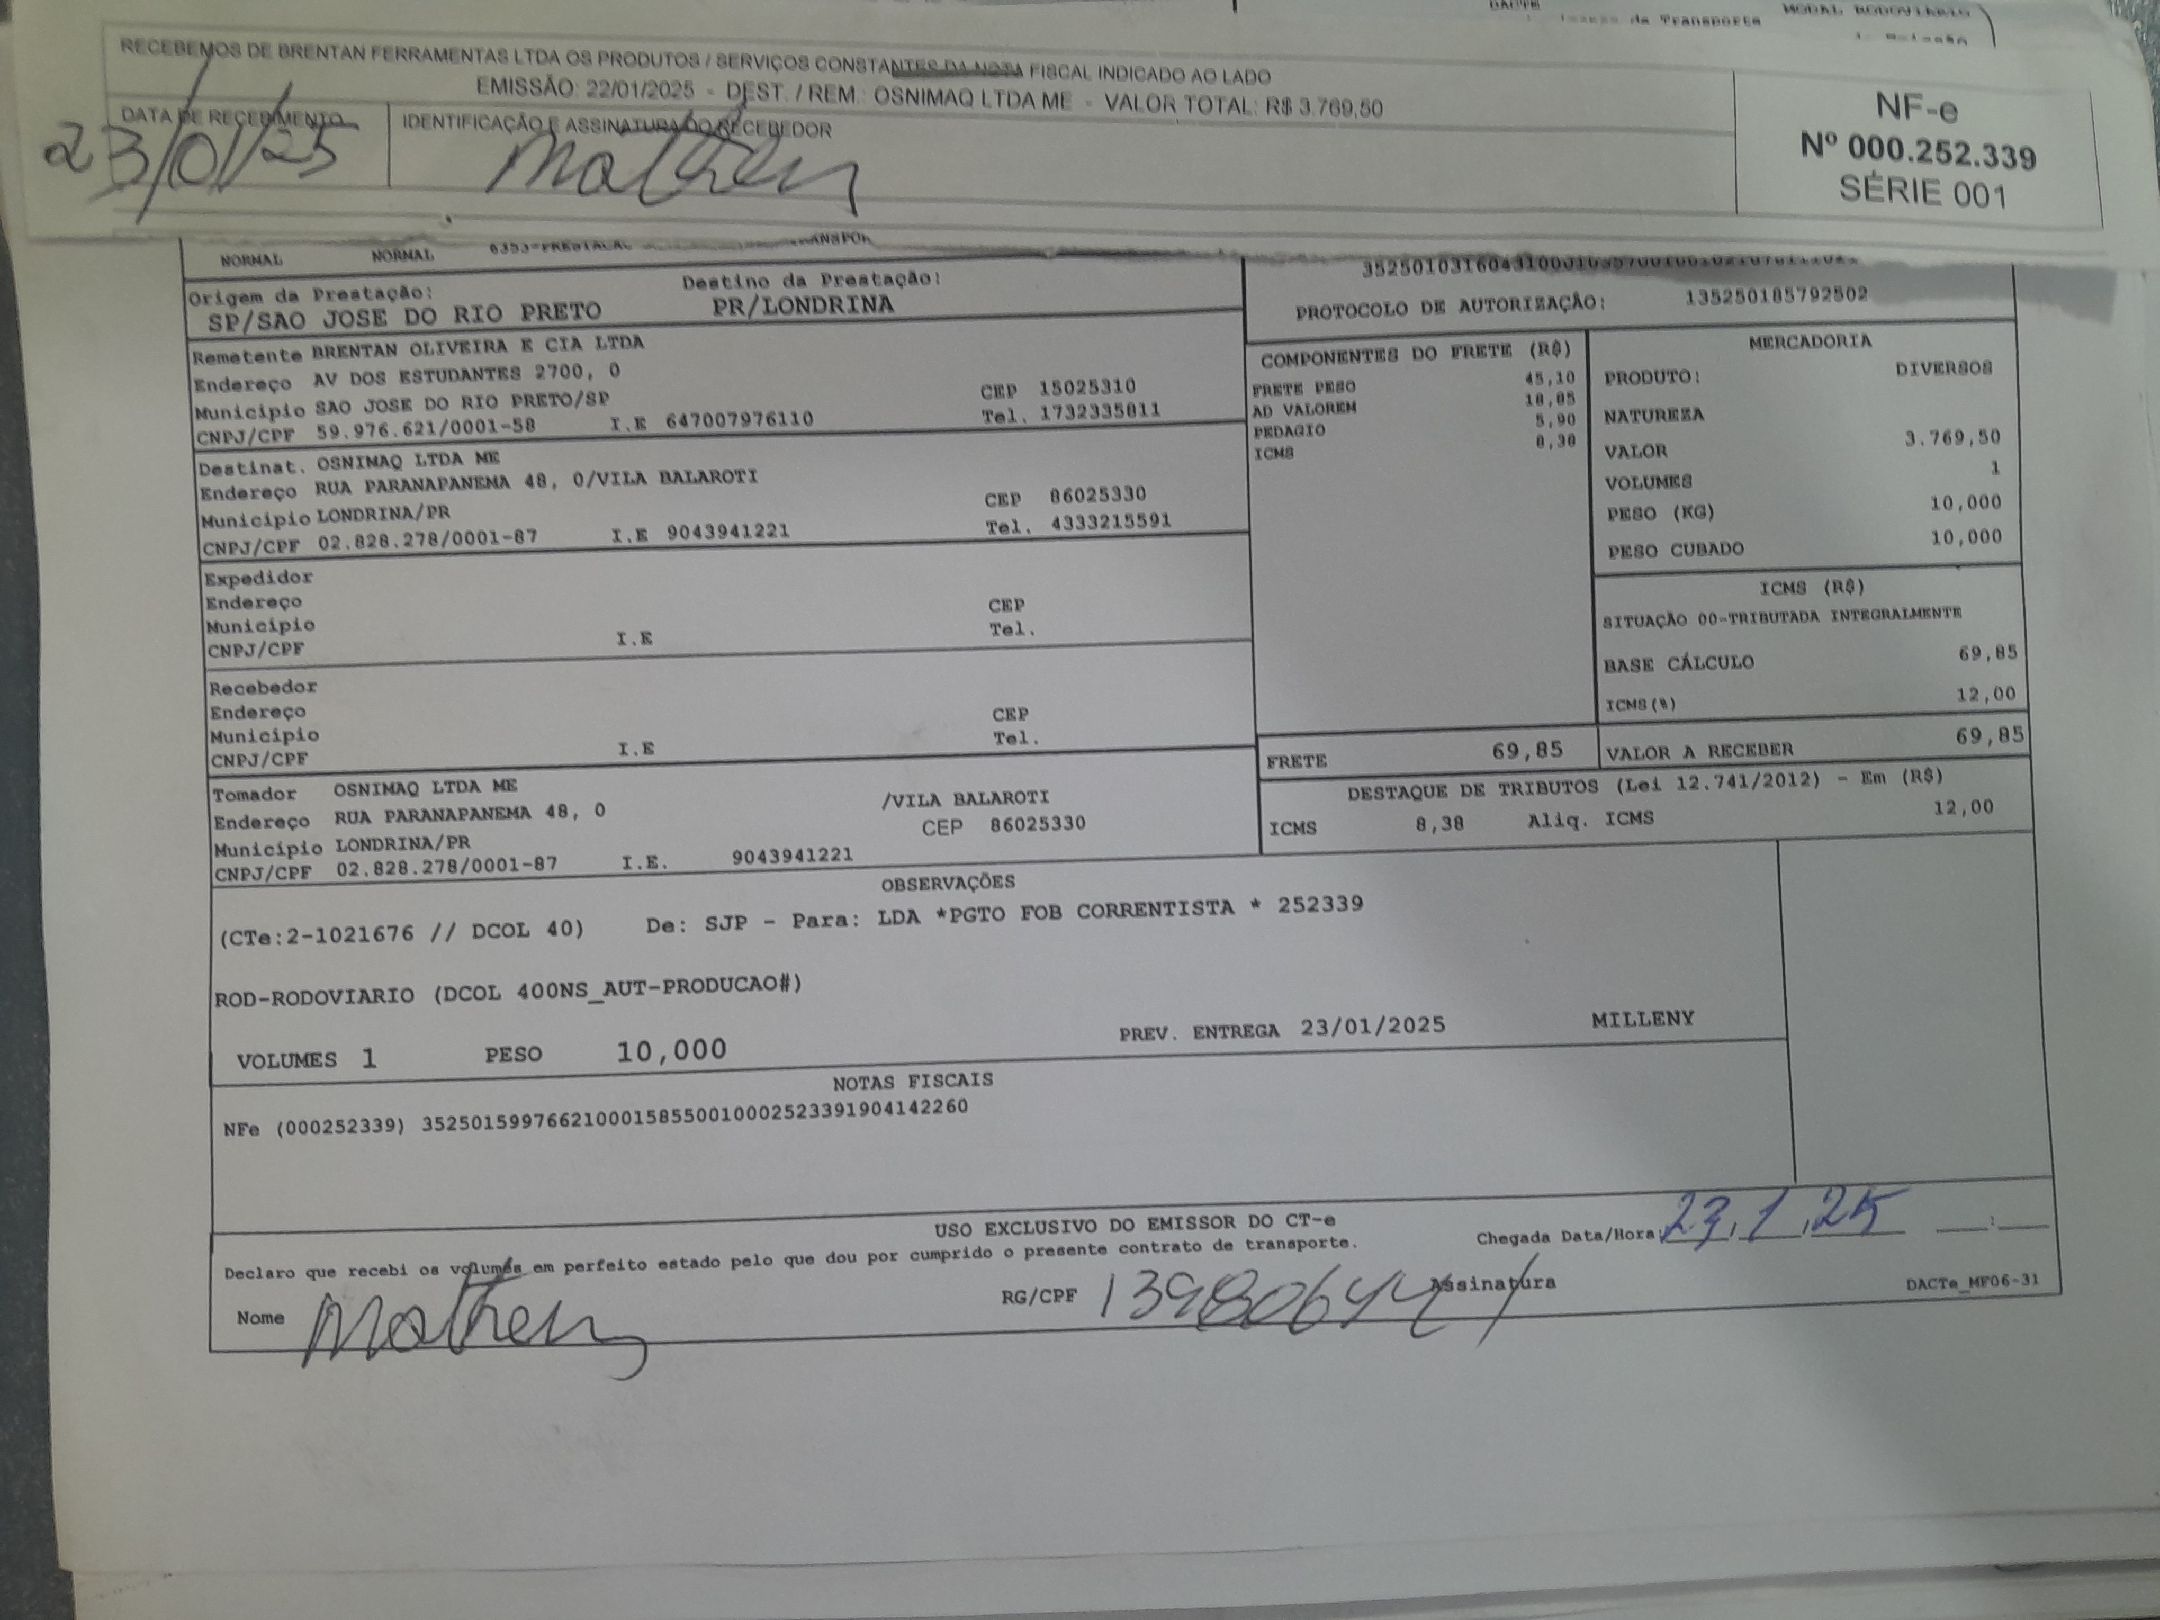 DACTE
MODAL RODOVIARIO
da Transporte
RECEBEMOS DE BRENTAN FERRAMENTAS LTDA OS PRODUTOS / SERVIÇOS CONSTANTES DA NOTA FISCAL INDICADO AO LADO
EMISSÃO: 22/01/2025 - DEST. / REM.: OSNIMAQ LTDA ME - VALOR TOTAL: R$ 3.769,50
DATA DE RECEBIMENTO
IDENTIFICAÇÃO E ASSINATURA DO RECEBEDOR
23/01/25
Matheus
NF-e
Nº 000.252.339
SÉRIE 001
NORMAL NORMAL
Origem da Prestação: Destino da Prestação:
SP/SAO JOSE DO RIO PRETO PR/LONDRINA
PROTOCOLO DE AUTORIZAÇÃO: 135250185792502
Remetente BRENTAN OLIVEIRA E CIA LTDA
Endereço AV DOS ESTUDANTES 2700, 0 CEP 15025310
Município SAO JOSE DO RIO PRETO/SP Tel. 1732335811
CNPJ/CPF 59.976.621/0001-58 I.E 647007976110
Destinat. OSNIMAQ LTDA ME
Endereço RUA PARANAPANEMA 48, 0/VILA BALAROTI CEP 86025330
Município LONDRINA/PR Tel. 4333215591
CNPJ/CPF 02.828.278/0001-87 I.E 9043941221
Expedidor
Endereço CEP
Município Tel.
CNPJ/CPF I.E
Recebedor
Endereço CEP
Município Tel.
CNPJ/CPF I.E
Tomador OSNIMAQ LTDA ME
Endereço RUA PARANAPANEMA 48, 0 /VILA BALAROTI
Município LONDRINA/PR CEP 86025330
CNPJ/CPF 02.828.278/0001-87 I.E. 9043941221
COMPONENTES DO FRETE (R$)
FRETE PESO 45,10
AD VALOREM
PEDAGIO 5,90
ICMS 8,38
FRETE 69,85
MERCADORIA
PRODUTO: DIVERSOS
NATUREZA
VALOR 3.769,50
VOLUMES 1
PESO (KG) 10,000
PESO CUBADO 10,000
ICMS (R$)
SITUAÇÃO 00-TRIBUTADA INTEGRALMENTE
BASE CÁLCULO 69,85
ICMS(%) 12,00
VALOR A RECEBER 69,85
DESTAQUE DE TRIBUTOS (Lei 12.741/2012) - Em (R$)
ICMS 8,38 Aliq. ICMS 12,00
OBSERVAÇÕES
(CTe:2-1021676 // DCOL 40) De: SJP - Para: LDA *PGTO FOB CORRENTISTA * 252339
ROD-RODOVIARIO (DCOL 400NS_AUT-PRODUCAO#)
VOLUMES 1 PESO 10,000 PREV. ENTREGA 23/01/2025 MILLENY
NOTAS FISCAIS
NFe (000252339) 35250159976621000158550010002523391904142260
USO EXCLUSIVO DO EMISSOR DO CT-e
Chegada Data/Hora: 23,1,25 :
Declaro que recebi os volumes em perfeito estado pelo que dou por cumprido o presente contrato de transporte.
Nome Matheus RG/CPF Assinatura DACTe_MF06-31